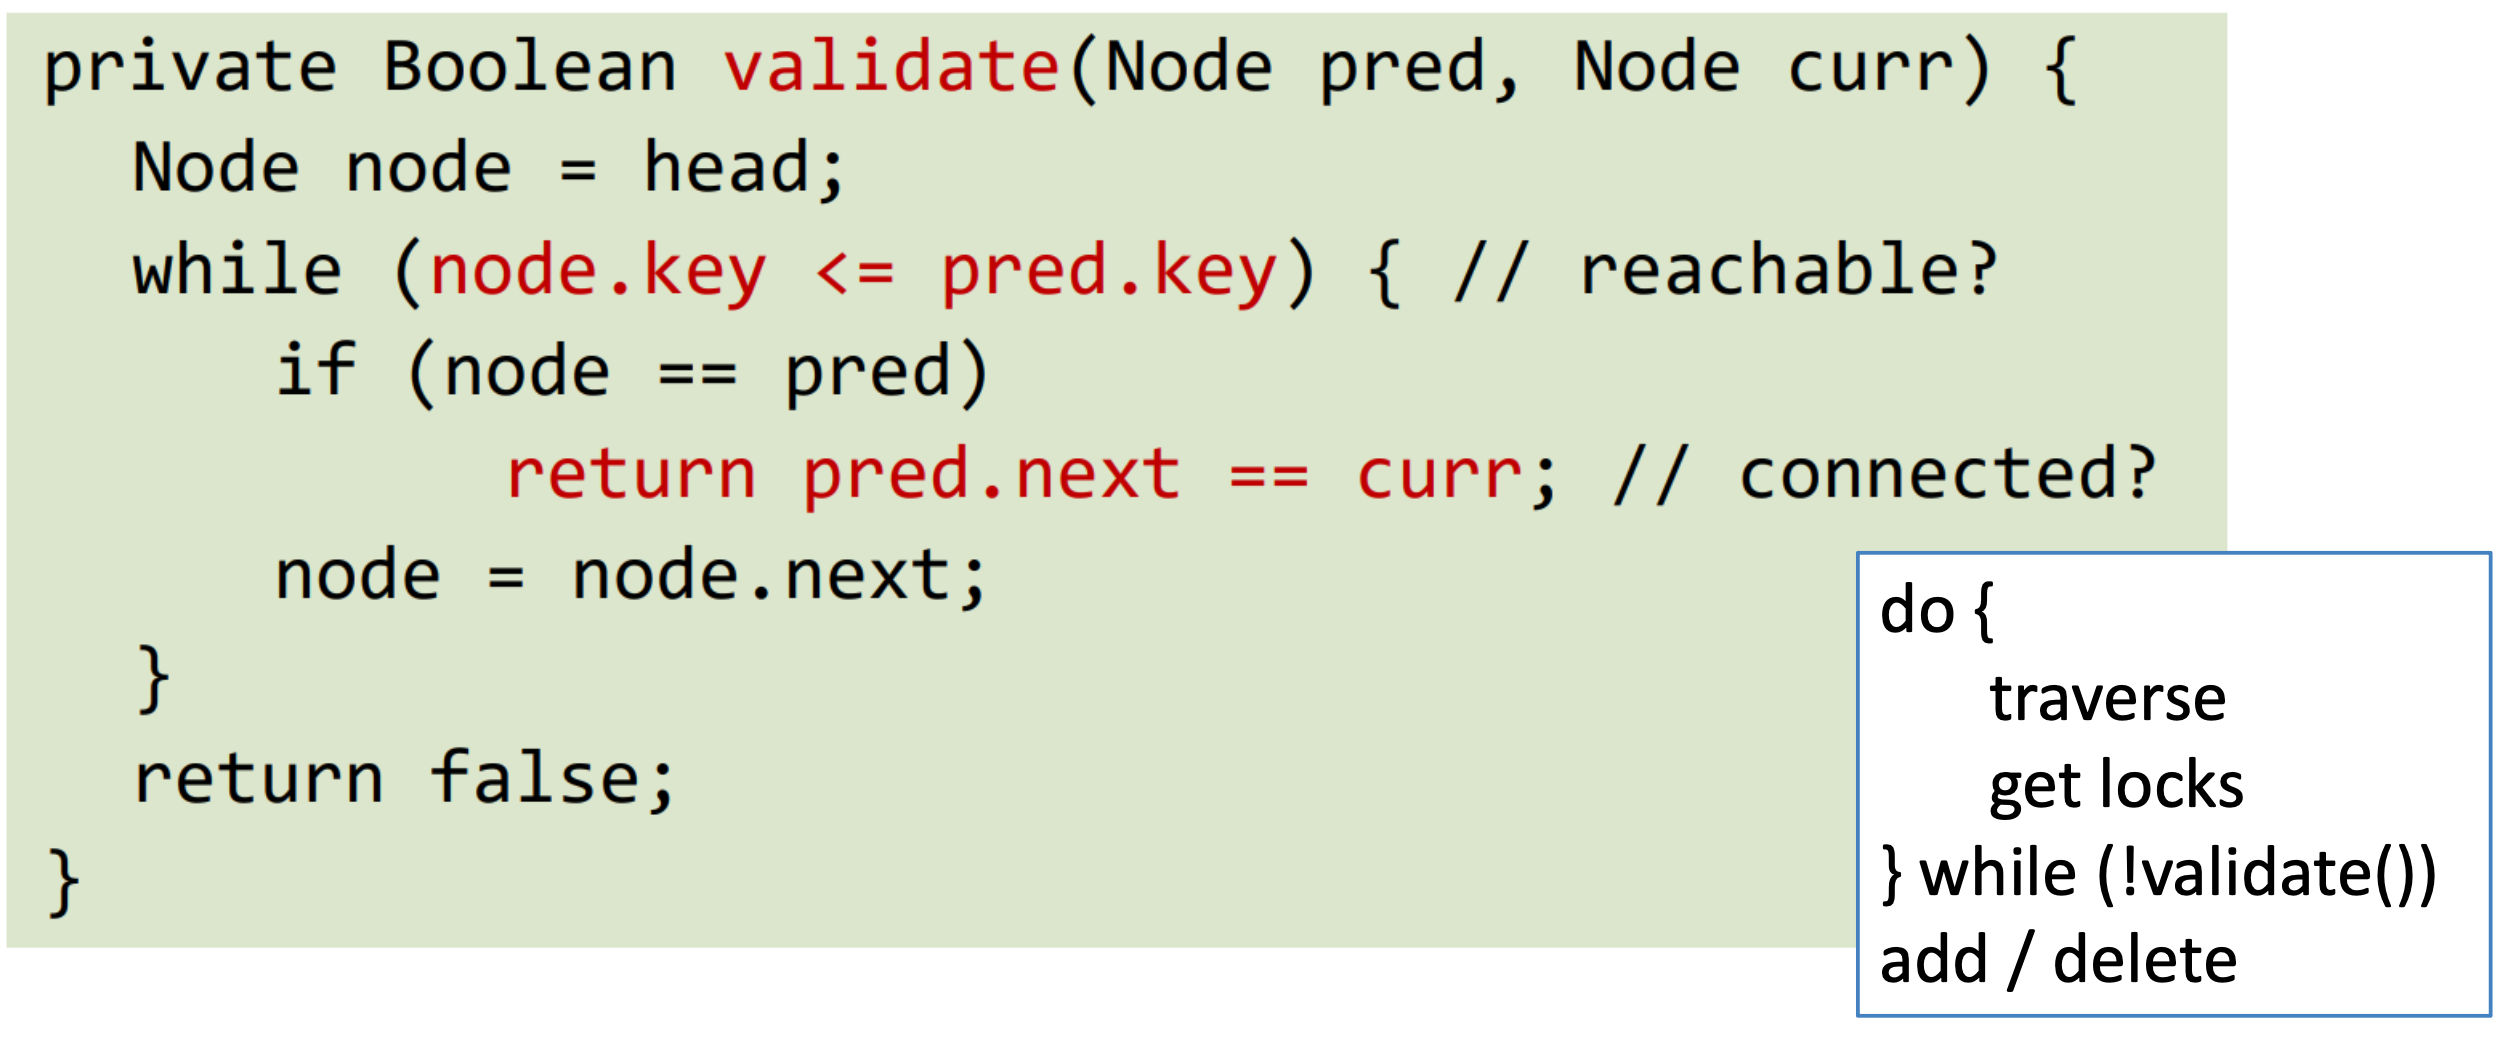 private Boolean validate(Node pred, Node curr) {
Node node = head;
while (node.key <= pred.key) { // reachable?
if (node == pred)
return pred.next == curr; // connected?
node = node.next;
}
return false;
}
do {
traverse
get locks
} while (!validate())
add / delete